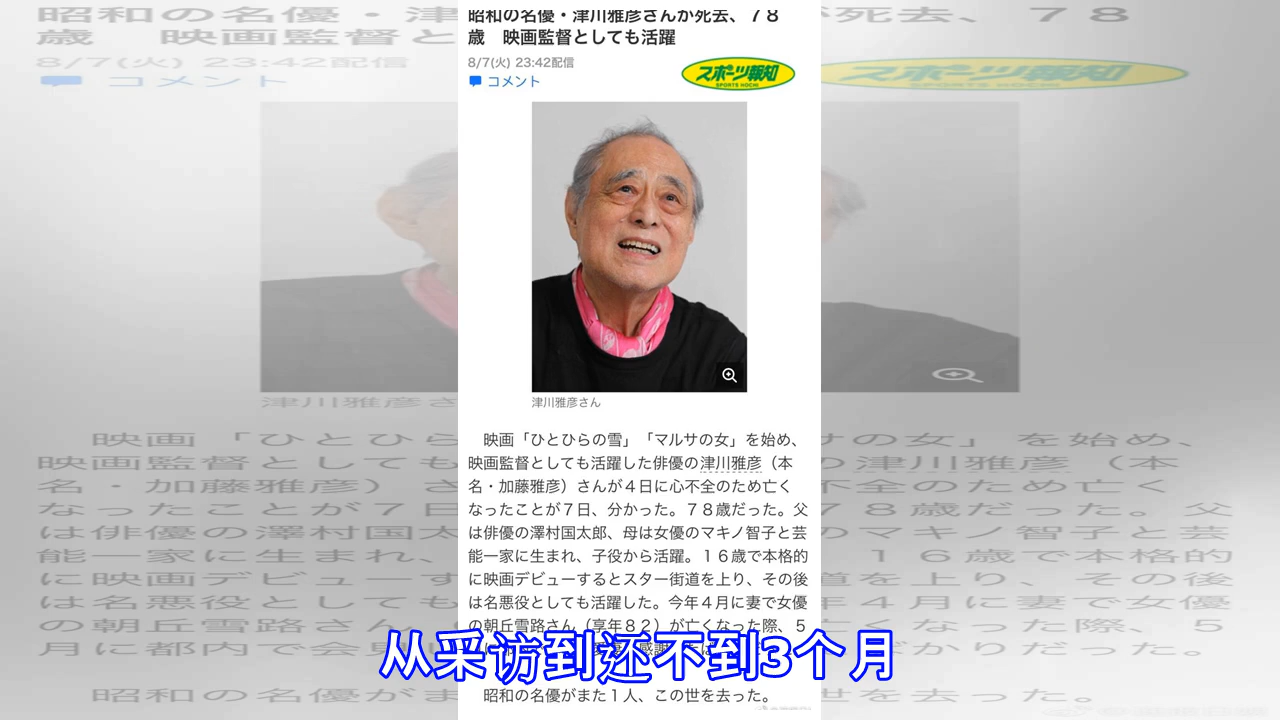 昭和の名優・津川雅彦さんが死去、７８
歳　映画監督としても活躍
8/7(火) 23:42配信
コメント
スポーツ報知
SPORTS HOCHI
津川雅彦さん
映画「ひとひらの雪」「マルサの女」を始め、
映画監督としても活躍した俳優の津川雅彦（本
名・加藤雅彦）さんが４日に心不全のため亡く
なったことが７日、分かった。７８歳だった。父
は俳優の澤村国太郎、母は女優のマキノ智子と芸
能一家に生まれ、子役から活躍。１６歳で本格的
に映画デビューするとスター街道を上り、その後
は名悪役としても活躍した。今年４月に妻で女優
の朝丘雪路さん（享年８２）が亡くなった際、５
从采访到还不到3个月
昭和の名優がまた１人、この世を去った。